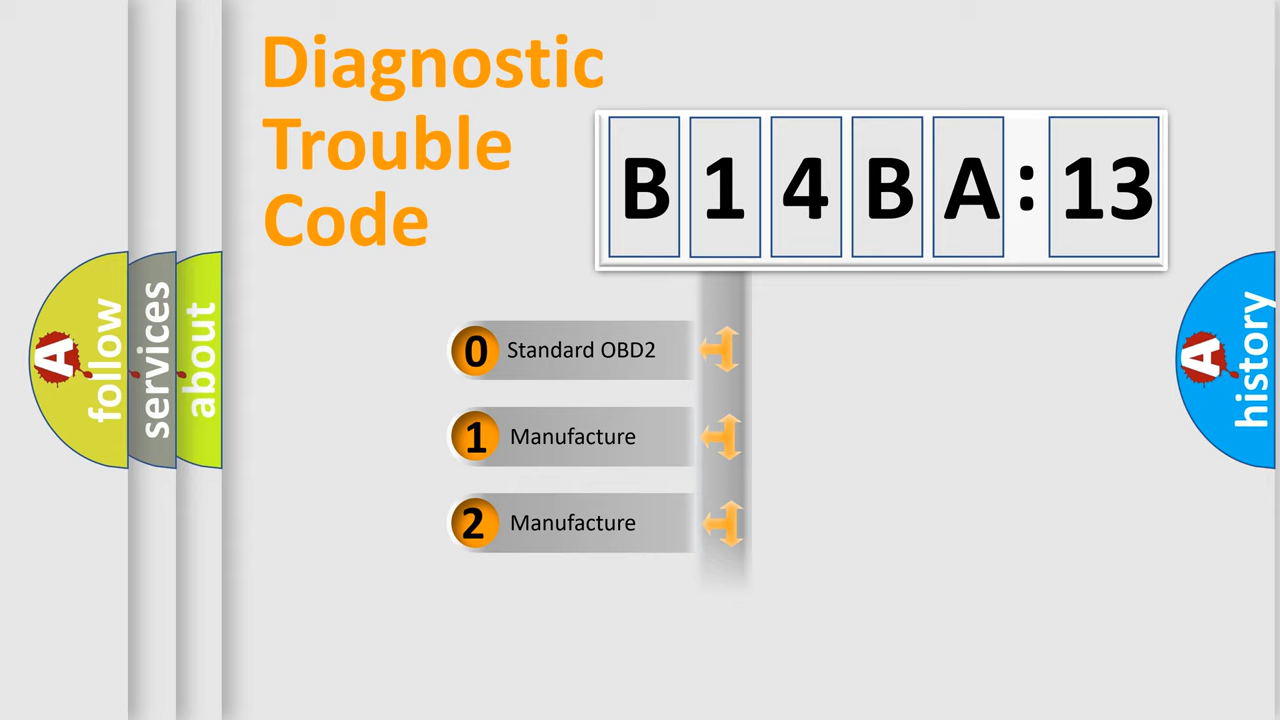 Diagnostic
Trouble
Code
B 1 4 B A : 13
0 Standard OBD2
1 Manufacture
2 Manufacture
A follow
services
about
A history